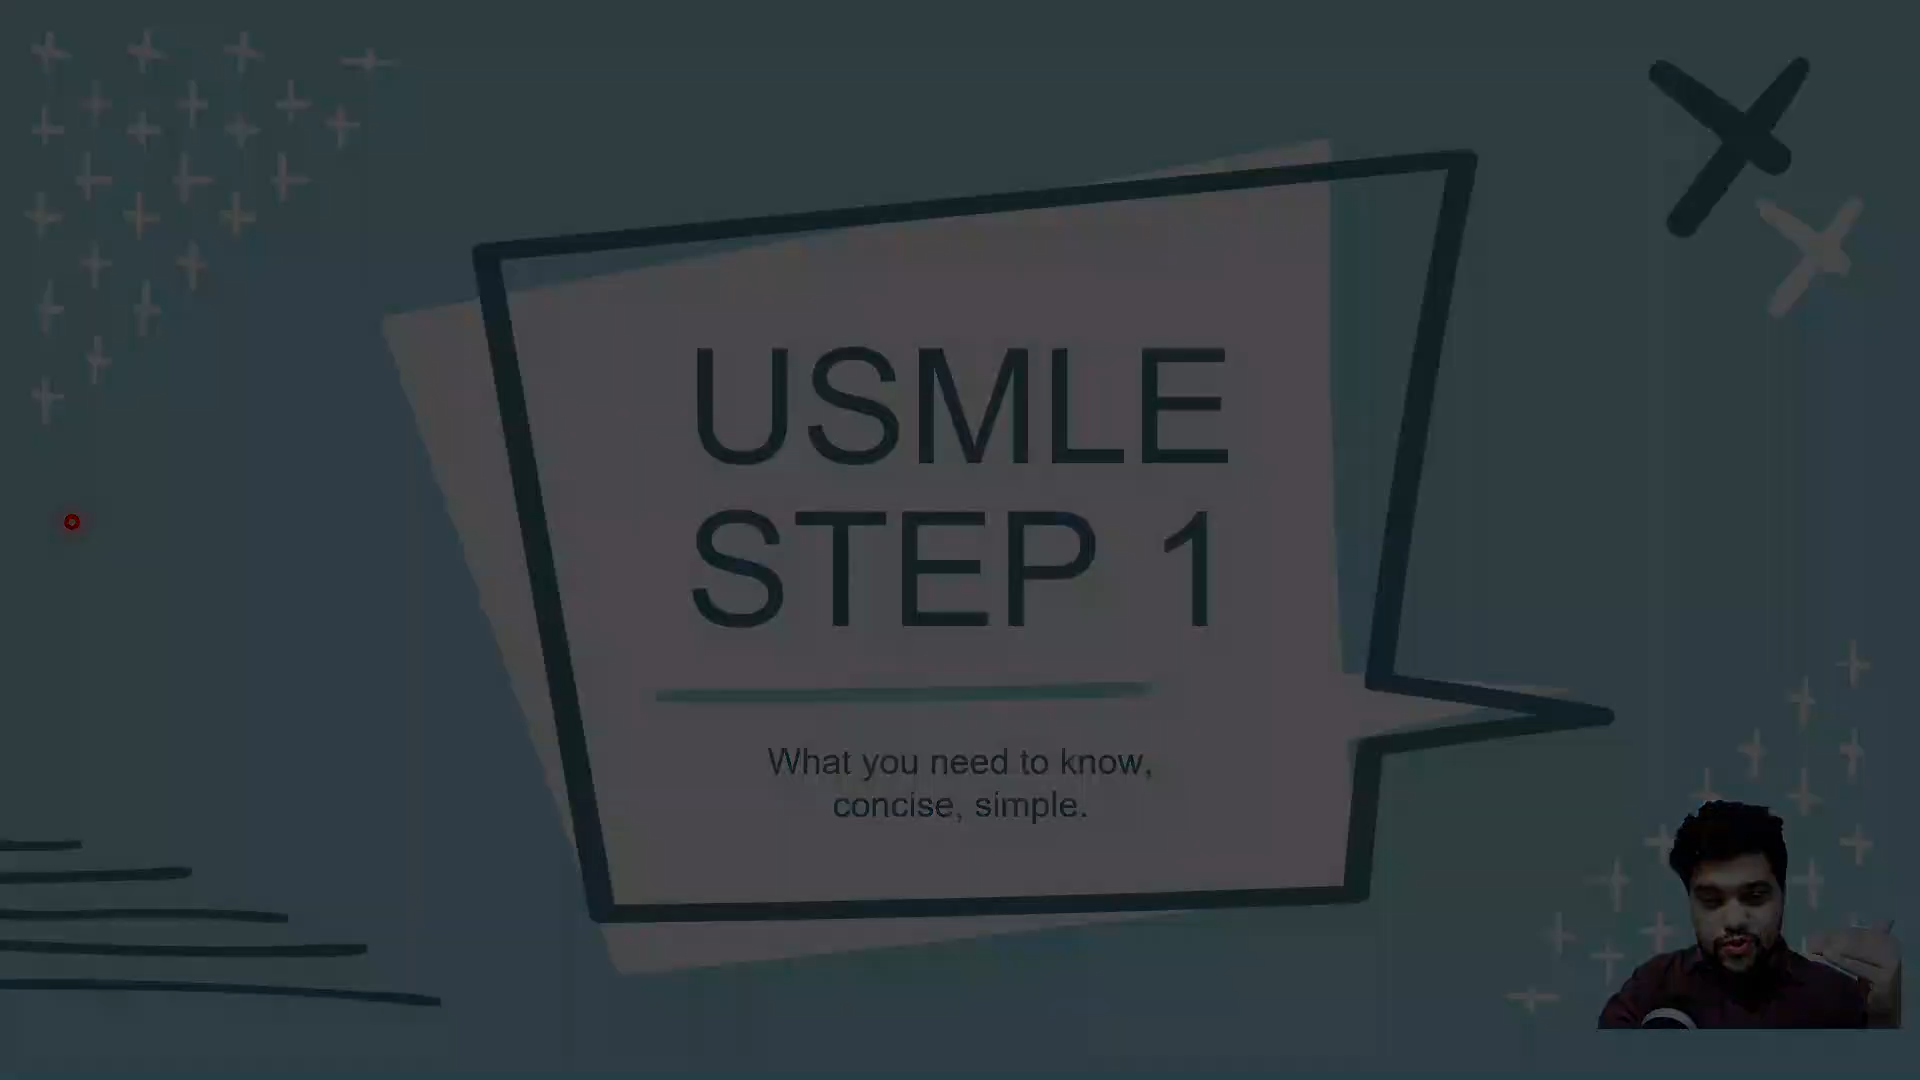 USMLE
STEP 1
What you need to know,
concise, simple.